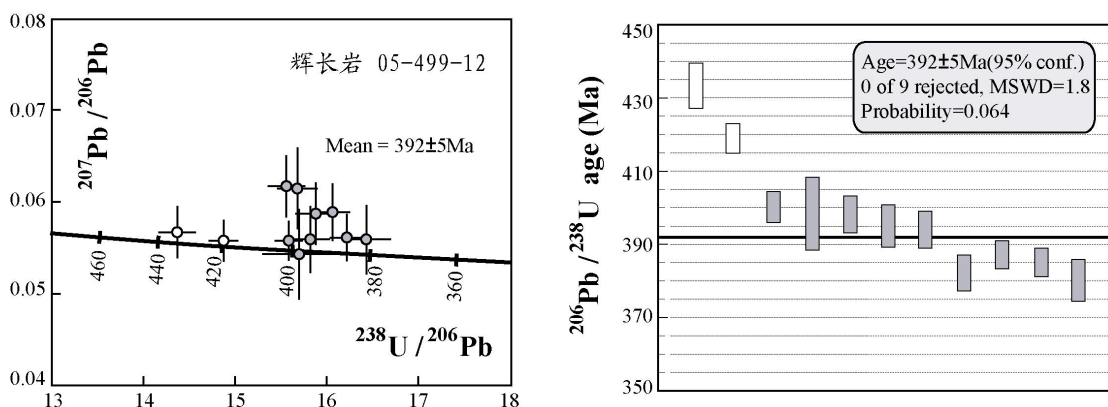 0.08
0.07
0.06
0.05
0.04
²⁰⁷Pb/²⁰⁶Pb
辉长岩 05-499-12
Mean = 392±5Ma
460
440
420
400
380
360
²³⁸U/²⁰⁶Pb
13
14
15
16
17
18
450
430
410
390
370
350
²⁰⁶Pb/²³⁸U age (Ma)
Age=392±5Ma(95% conf.)
0 of 9 rejected, MSWD=1.8
Probability=0.064